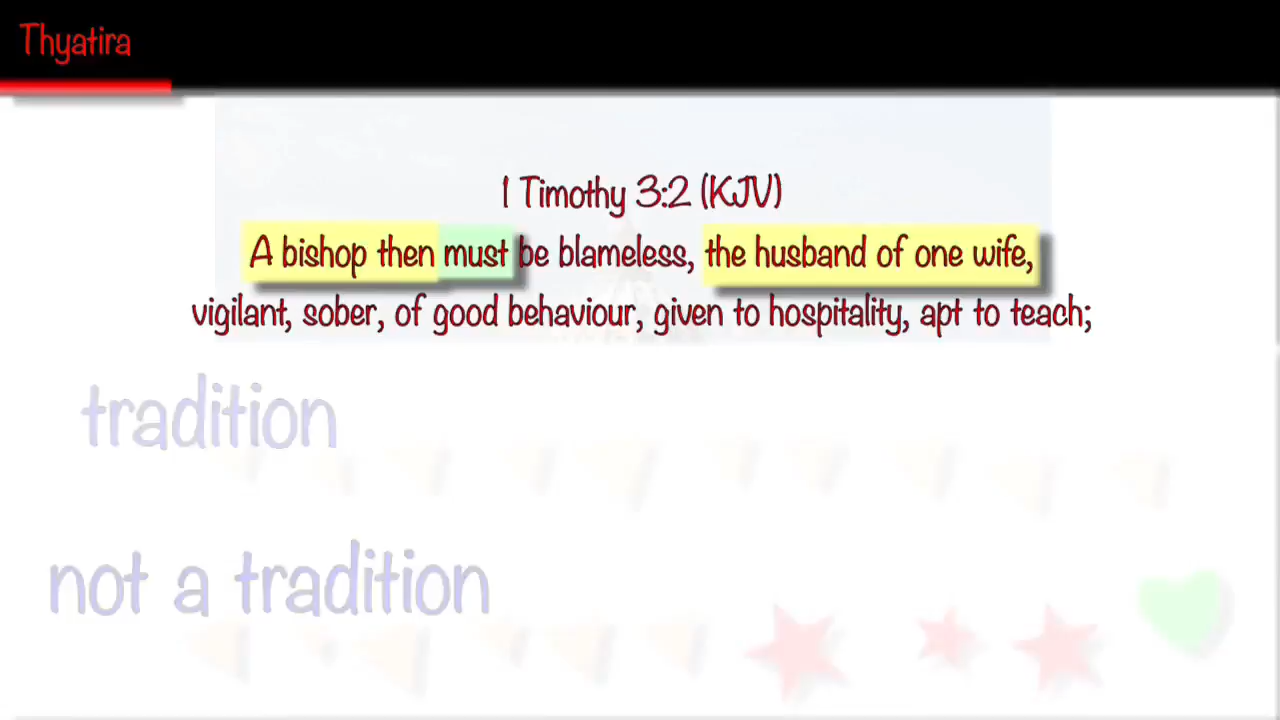 Thyatira
1 Timothy 3:2 (KJV)
A bishop then must be blameless, the husband of one wife,
vigilant, sober, of good behaviour, given to hospitality, apt to teach;
tradition
not a tradition